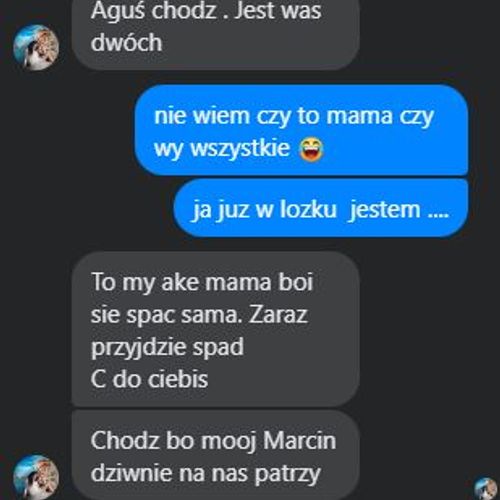 Aguś chodz . Jest was
dwóch
nie wiem czy to mama czy
wy wszystkie 😂
ja juz w lozku jestem ....
To my ake mama boi
sie spac sama. Zaraz
przyjdzie spad
C do ciebis
Chodz bo mooj Marcin
dziwnie na nas patrzy